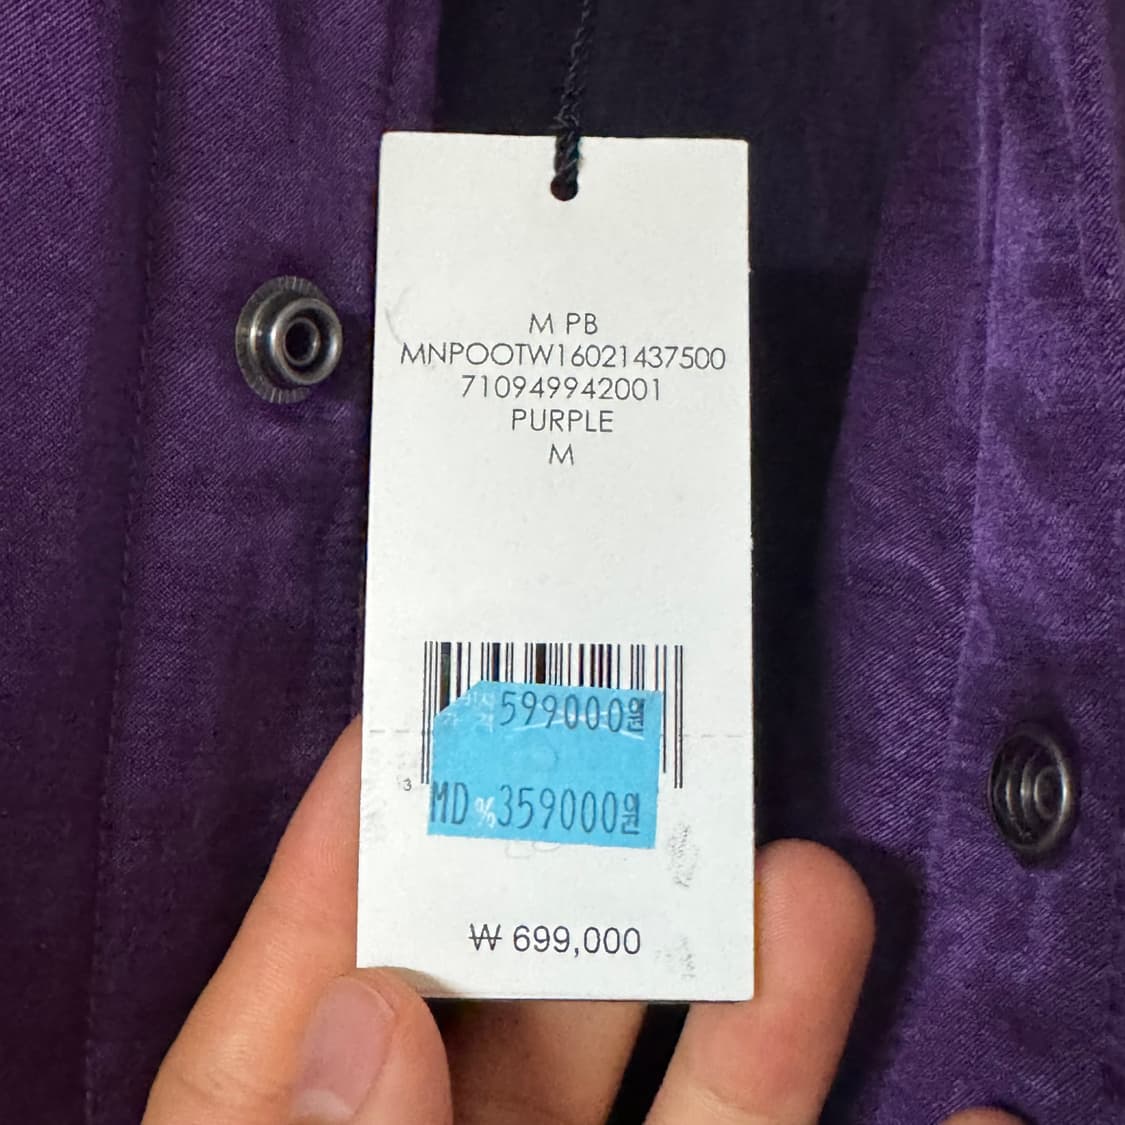 M PB
MNPOOTW16021437500
710949942001
PURPLE
M
599000원
3
MD % 359000원
₩ 699,000